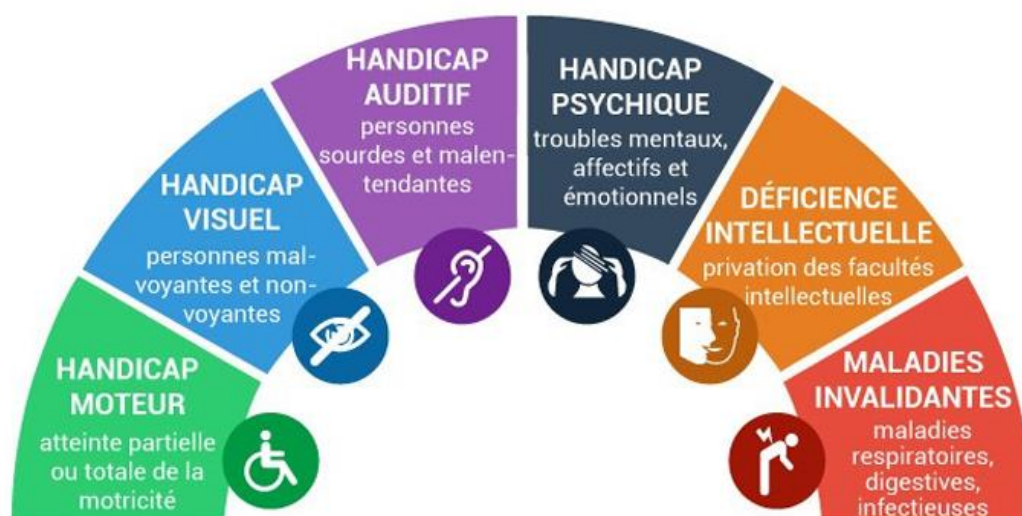 HANDICAP
MOTEUR
atteinte partielle
ou totale de la
motricité
HANDICAP
VISUEL
personnes mal-
voyantes et non-
voyantes
HANDICAP
AUDITIF
personnes
sourdes et malen-
tendantes
HANDICAP
PSYCHIQUE
troubles mentaux,
affectifs et
émotionnels
DÉFICIENCE
INTELLECTUELLE
privation des facultés
intellectuelles
MALADIES
INVALIDANTES
maladies
respiratoires,
digestives,
infectieuses